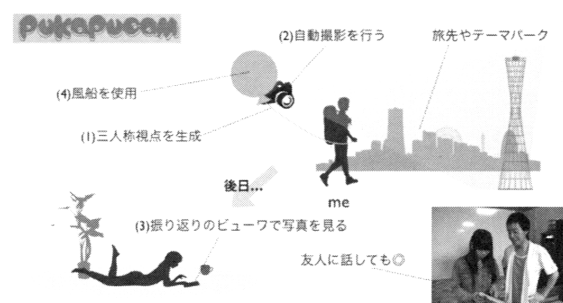 PukaPucam
(2)自動撮影を行う
旅先やテーマパーク
(4)風船を使用
(1)三人称視点を生成
me
後日...
(3)振り返りのビューワで写真を見る
友人に話しても◎